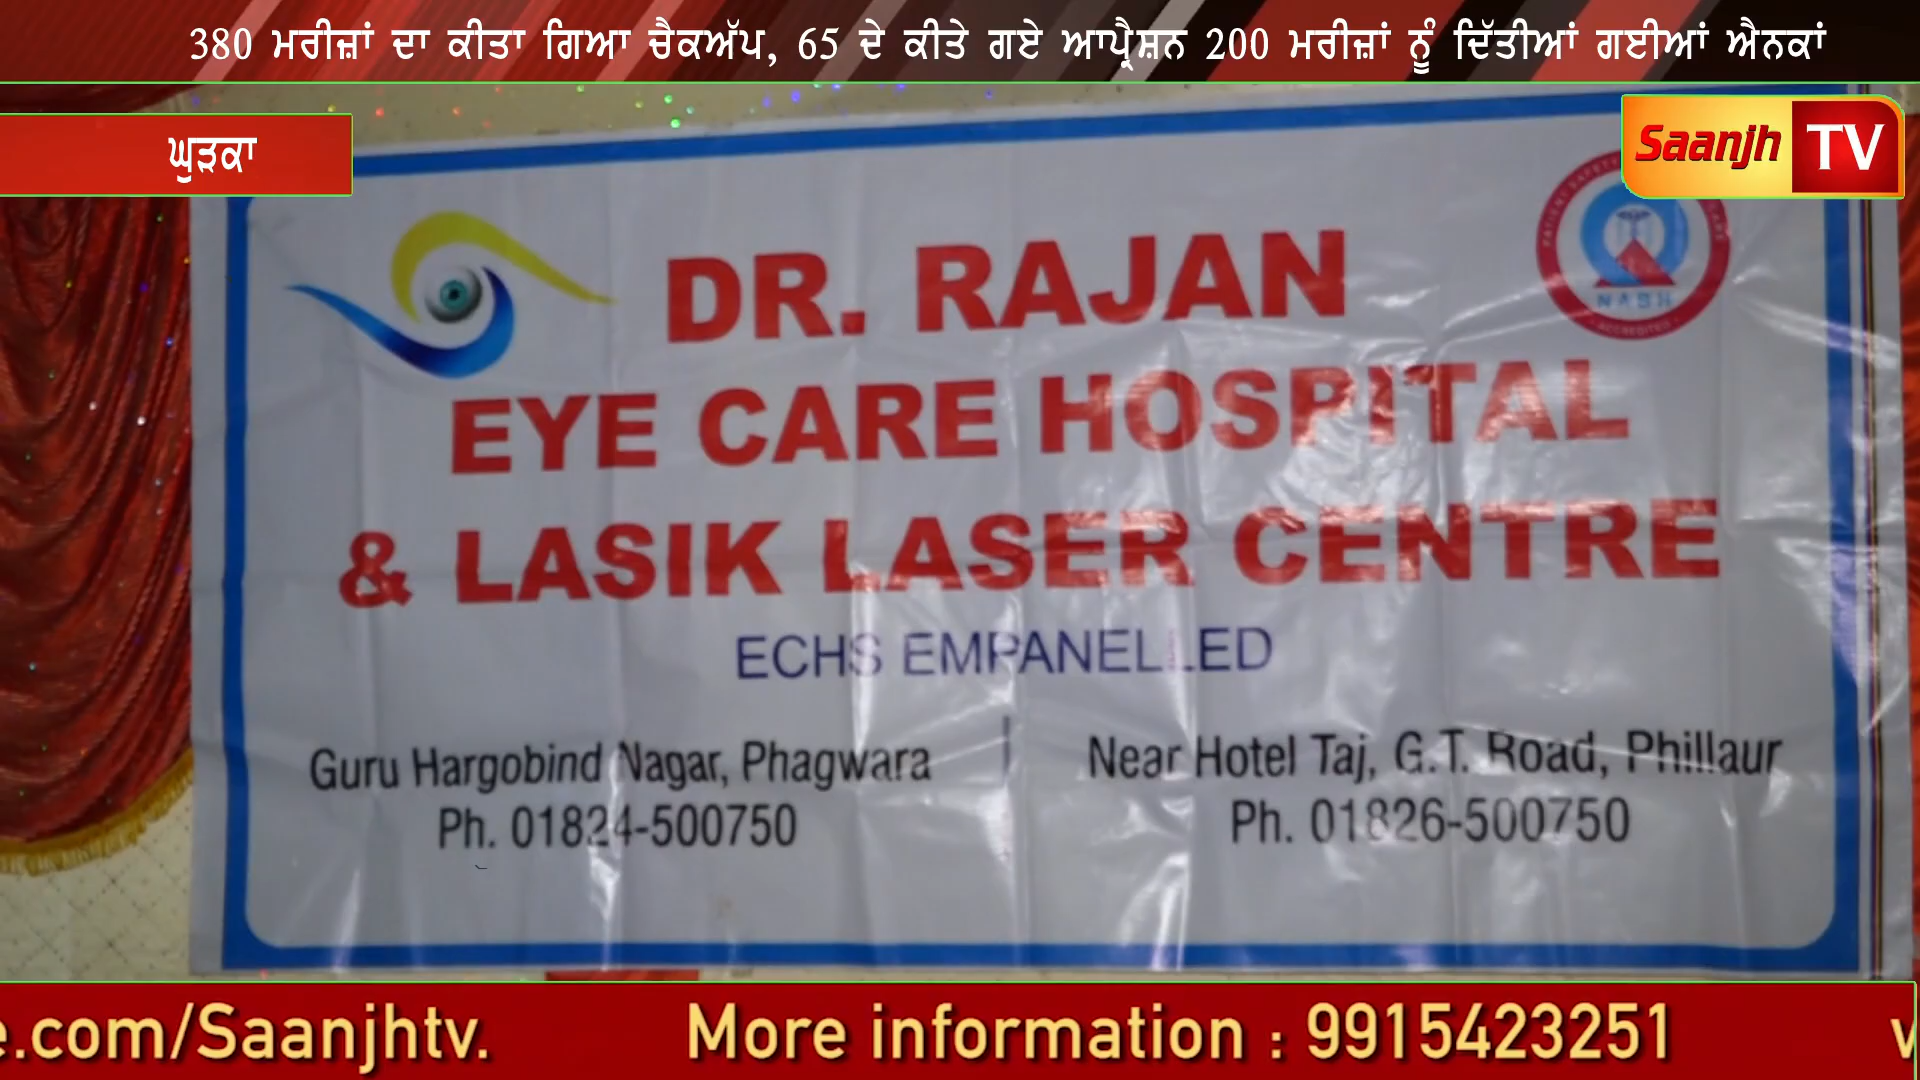 380 ਮਰੀਜ਼ਾਂ ਦਾ ਕੀਤਾ ਗਿਆ ਚੈਕਅੱਪ, 65 ਦੇ ਕੀਤੇ ਗਏ ਆਪ੍ਰੈਸ਼ਨ 200 ਮਰੀਜ਼ਾਂ ਨੂੰ ਦਿੱਤੀਆਂ ਗਈਆਂ ਐਨਕਾਂ
ਘੁੜਕਾ
Saanjh TV
DR. RAJAN
NABH
ACCREDITED
EYE CARE HOSPITAL
& LASIK LASER CENTRE
ECHS EMPANELLED
Guru Hargobind Nagar, Phagwara
Ph. 01824-500750
Near Hotel Taj, G.T. Road, Phillaur
Ph. 01826-500750
e.com/Saanjhtv. More information : 9915423251